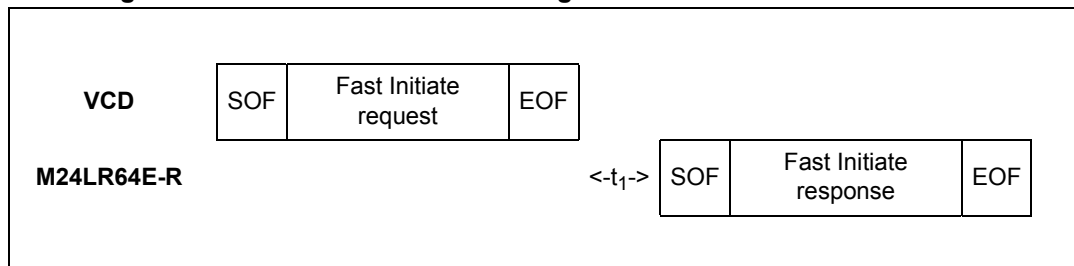 VCD SOF Fast Initiate request EOF
M24LR64E-R <-t1-> SOF Fast Initiate response EOF